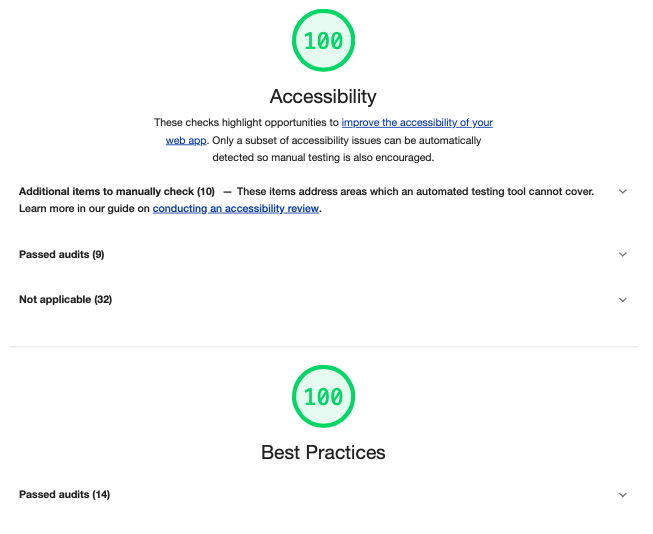 100
Accessibility
These checks highlight opportunities to improve the accessibility of your
web app. Only a subset of accessibility issues can be automatically
detected so manual testing is also encouraged.
Additional items to manually check (10) — These items address areas which an automated testing tool cannot cover.
Learn more in our guide on conducting an accessibility review.
Passed audits (9)
Not applicable (32)
100
Best Practices
Passed audits (14)